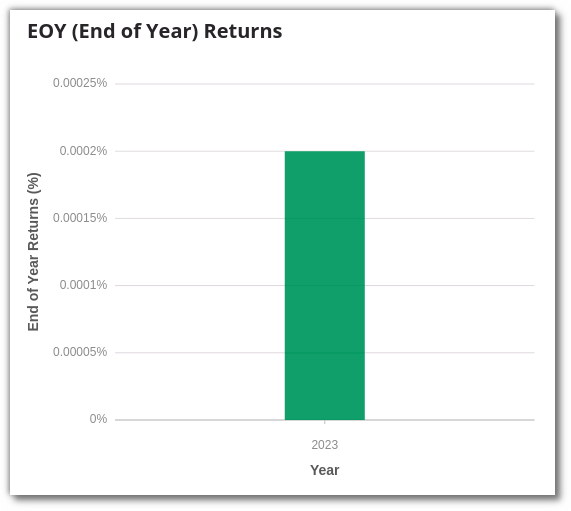 EOY (End of Year) Returns
0.00025%
0.0002%
0.00015%
0.0001%
0.00005%
0%
End of Year Returns (%)
2023
Year